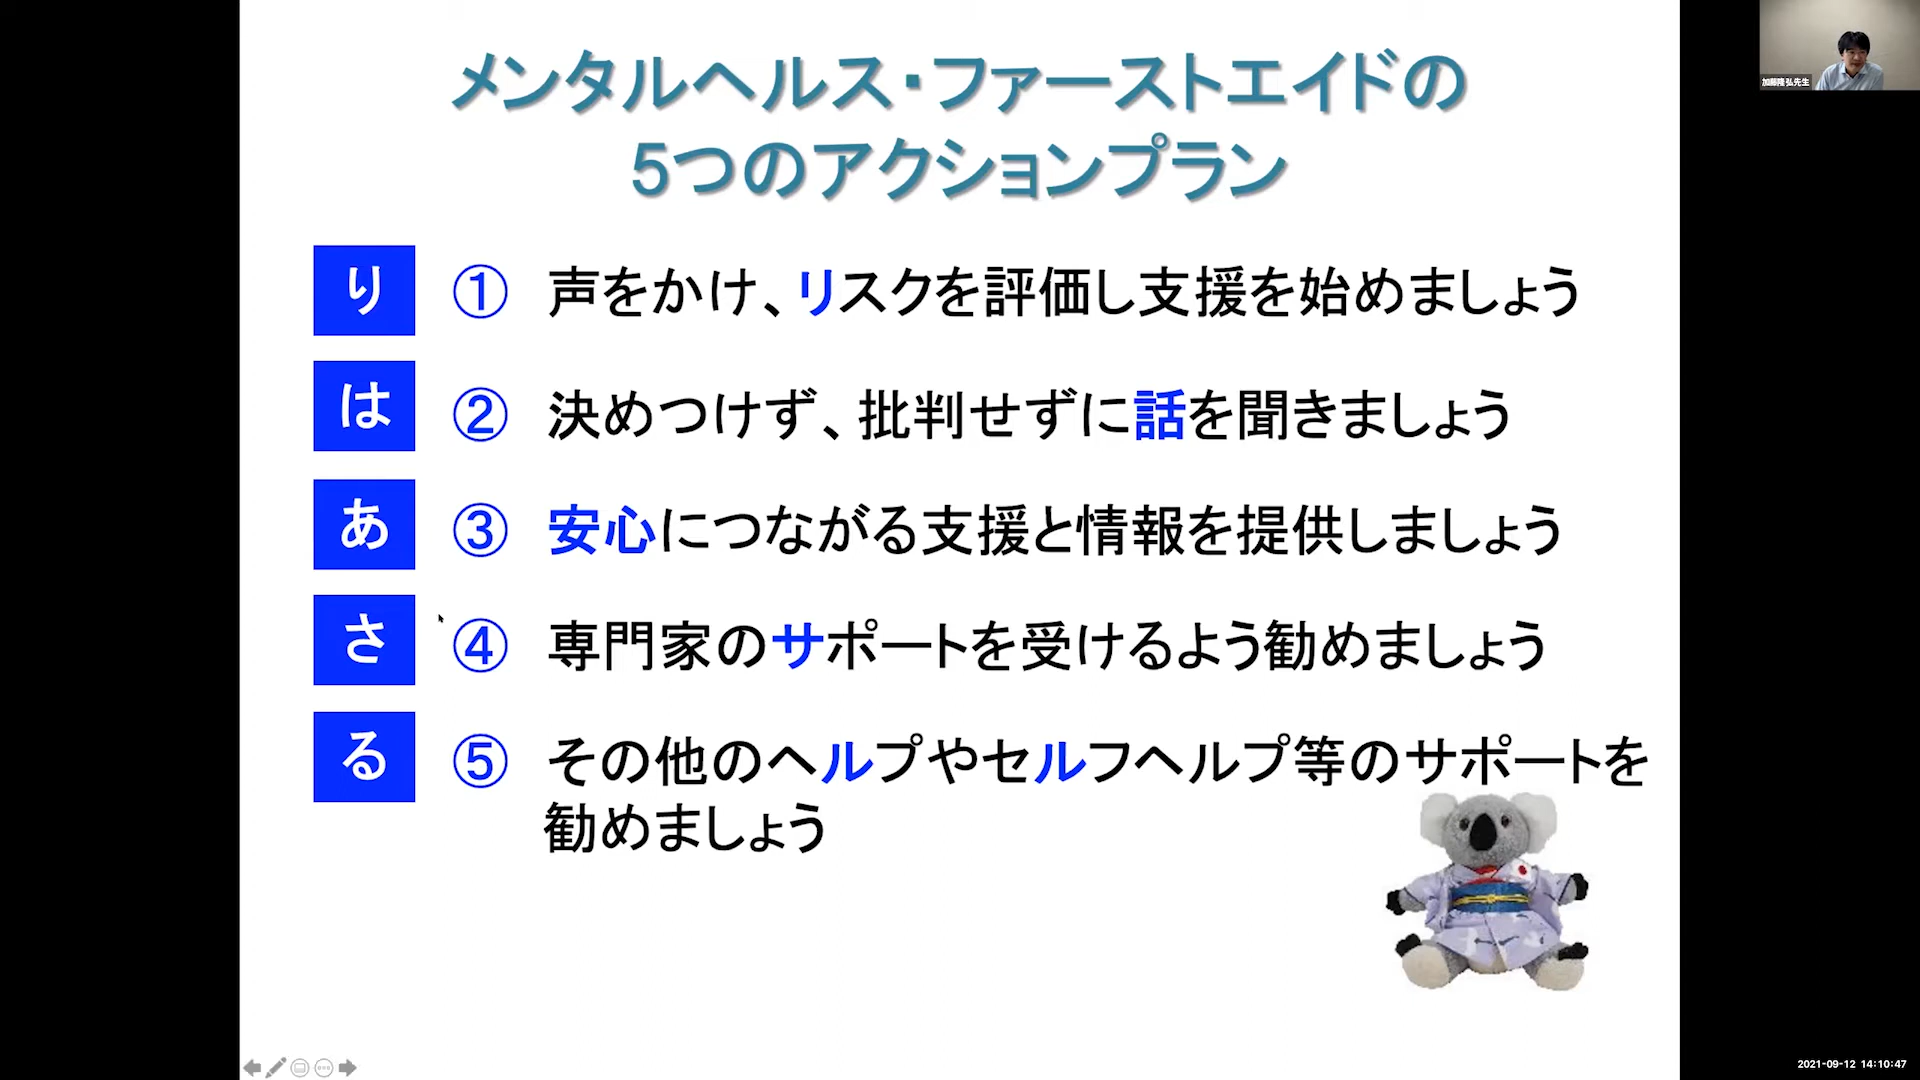 メンタルヘルス・ファーストエイドの
5つのアクションプラン
り ① 声をかけ、リスクを評価し支援を始めましょう
は ② 決めつけず、批判せずに話を聞きましょう
あ ③ 安心につながる支援と情報を提供しましょう
さ ④ 専門家のサポートを受けるよう勧めましょう
る ⑤ その他のヘルプやセルフヘルプ等のサポートを
勧めましょう
加藤隆弘先生
2021-09-12 14:10:47